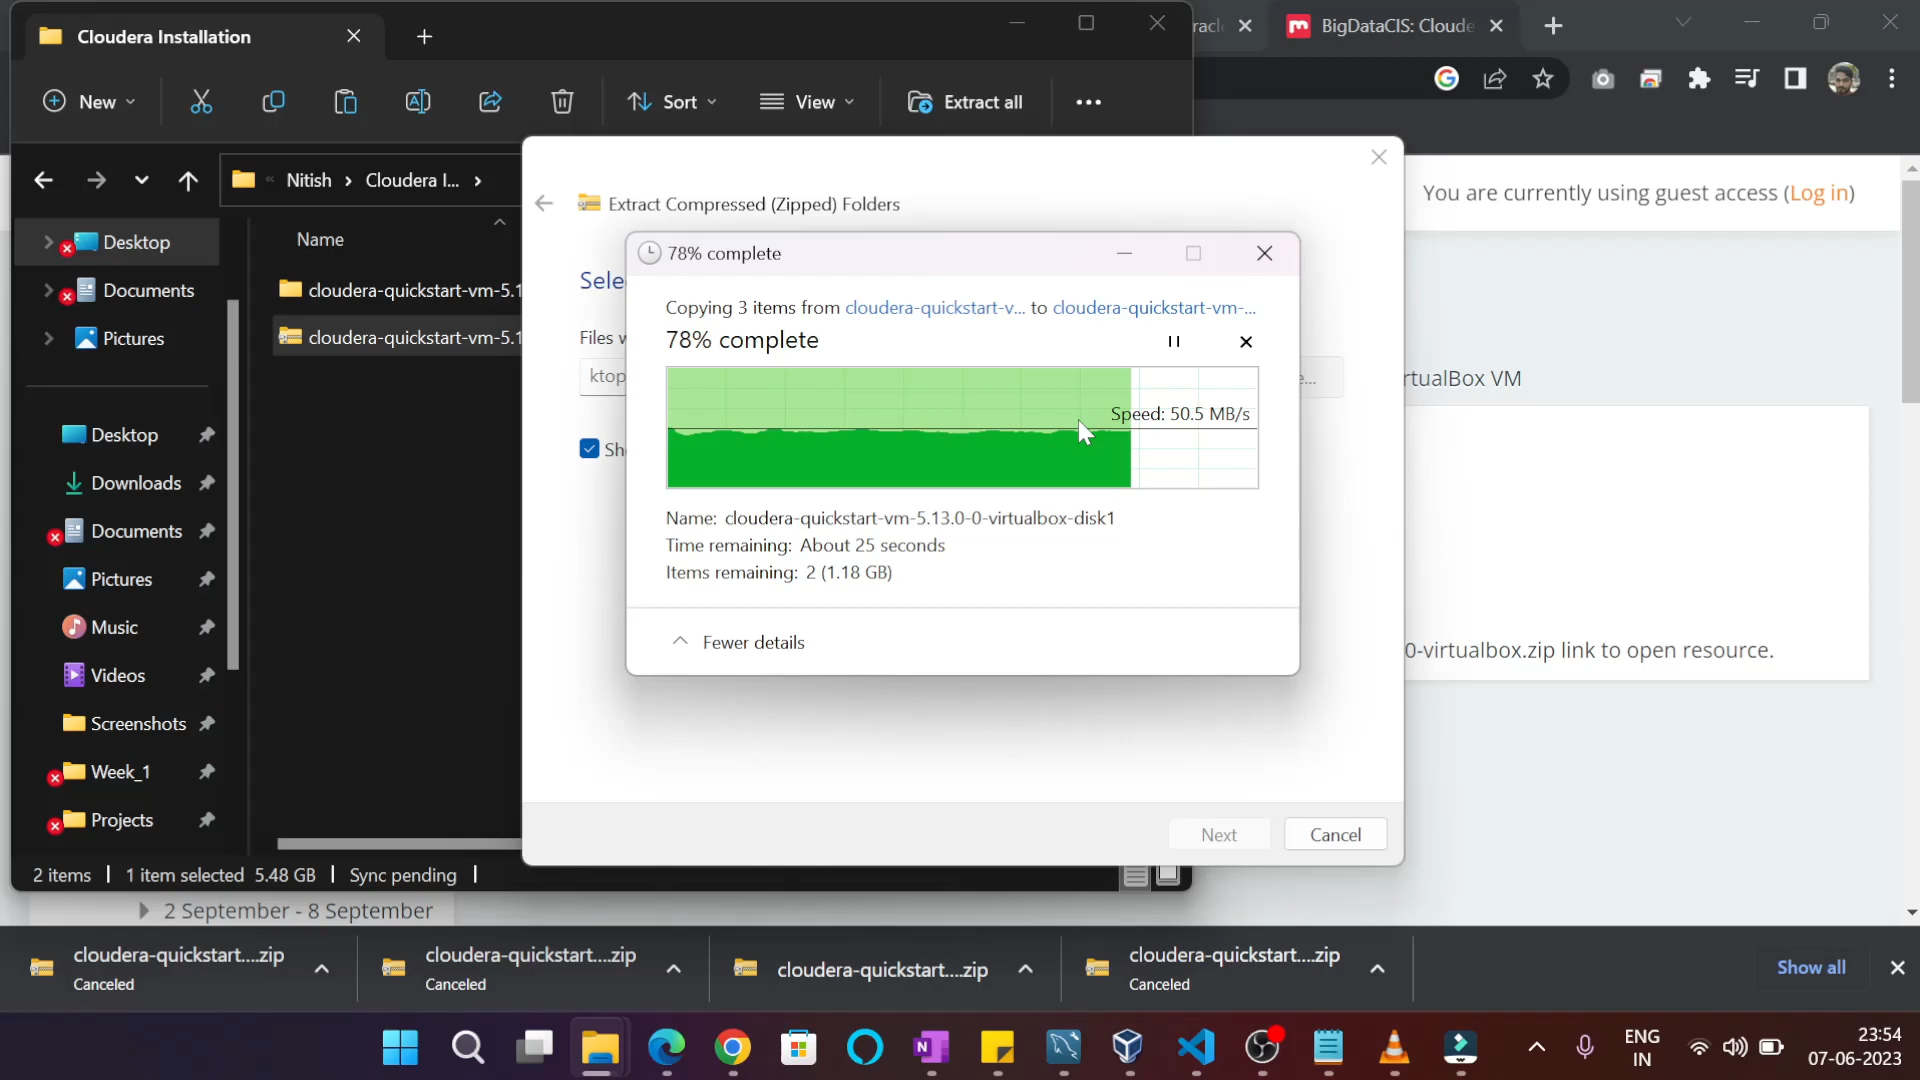 Cloudera Installation
BigDataCIS: Cloude
New
Sort
View
Extract all
Nitish
Cloudera I...
You are currently using guest access (Log in)
Extract Compressed (Zipped) Folders
Desktop
Documents
Pictures
Name
cloudera-quickstart-vm-5.1
cloudera-quickstart-vm-5.1
78% complete
Copying 3 items from cloudera-quickstart-v... to cloudera-quickstart-vm-...
78% complete
Speed: 50.5 MB/s
Name: cloudera-quickstart-vm-5.13.0-0-virtualbox-disk1
Time remaining: About 25 seconds
Items remaining: 2 (1.18 GB)
Fewer details
Sele
Files w
ktop
Sh
e...
rtualBox VM
0-virtualbox.zip link to open resource.
Desktop
Downloads
Documents
Pictures
Music
Videos
Screenshots
Week_1
Projects
Next
Cancel
2 items
1 item selected 5.48 GB
Sync pending
2 September - 8 September
cloudera-quickstart....zip
Canceled
cloudera-quickstart....zip
Canceled
cloudera-quickstart....zip
cloudera-quickstart....zip
Canceled
Show all
ENG
IN
23:54
07-06-2023